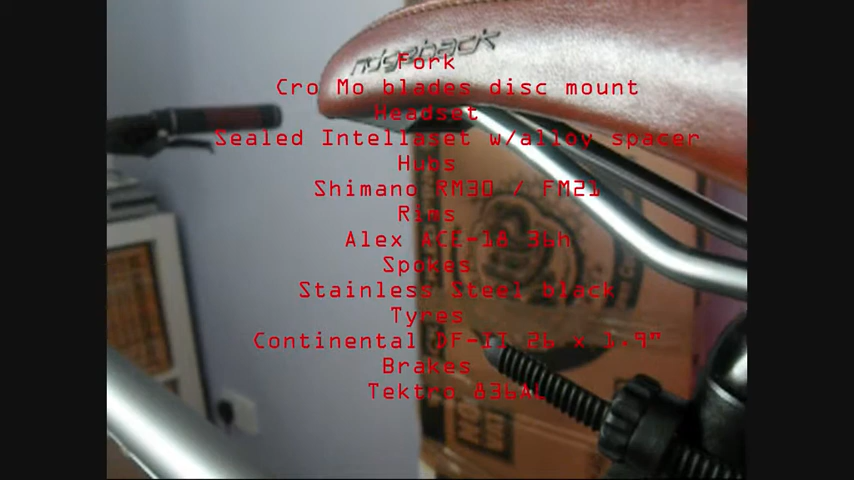 ridgeback
Fork
Cro Mo blades disc mount
Headset
Sealed Intellaset w/alloy spacer
Hubs
Shimano RM30 / FM21
Rims
Alex ACE-18 36h
Spokes
Stainless Steel black
Tyres
Continental DF-II 26 x 1.9"
Brakes
Tektro 836AL